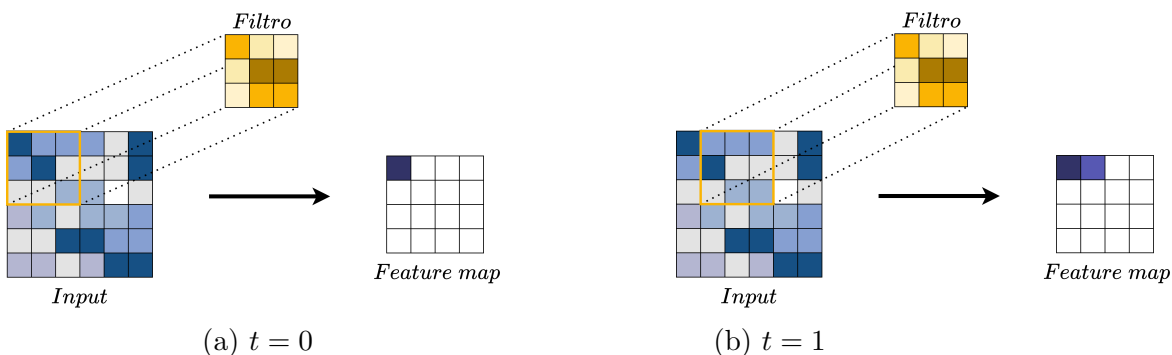 Filtro
Input
Feature map
(a) t = 0
Filtro
Input
Feature map
(b) t = 1